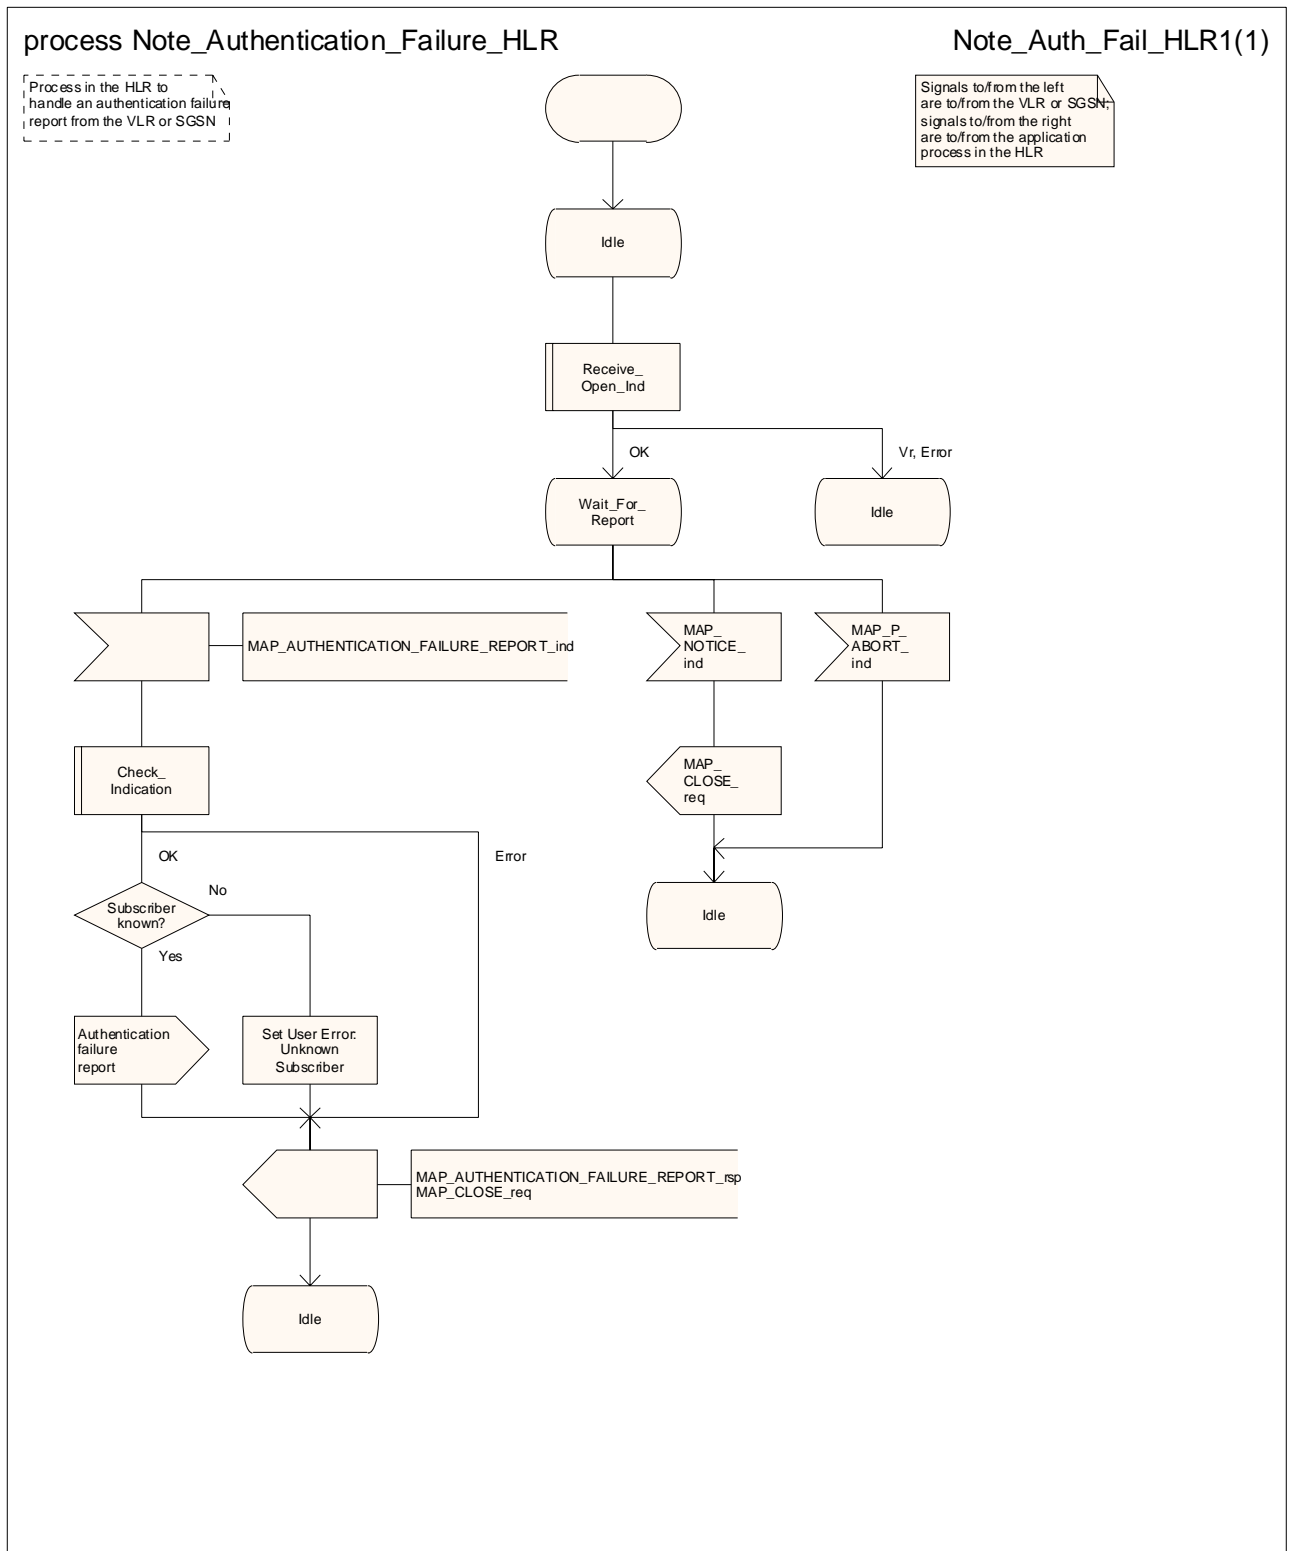 process Note_Authentication_Failure_HLR
Note_Auth_Fail_HLR1(1)
Process in the HLR to
handle an authentication failure
report from the VLR or SGSN
Signals to/from the left
are to/from the VLR or SGSN;
signals to/from the right
are to/from the application
process in the HLR
Idle
Receive_
Open_Ind
OK
Vr, Error
Wait_For_
Report
Idle
MAP_AUTHENTICATION_FAILURE_REPORT_ind
MAP_
NOTICE_
ind
MAP_P_
ABORT_
ind
Check_
Indication
MAP_
CLOSE_
req
OK
Error
No
Subscriber
known?
Idle
Yes
Authentication
failure
report
Set User Error:
Unknown
Subscriber
MAP_AUTHENTICATION_FAILURE_REPORT_rsp
MAP_CLOSE_req
Idle